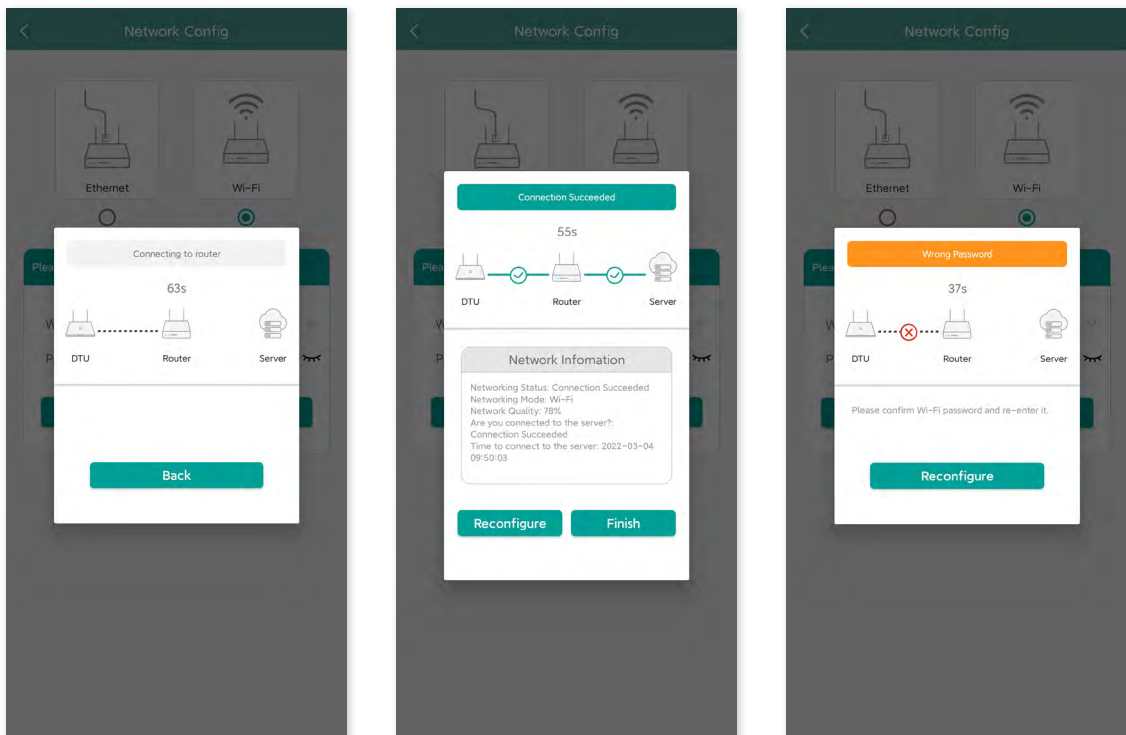 Network Config
Ethernet
Wi-Fi
Plea
Connecting to router
63s
W
DTU
Router
Server
P
Back
Network Config
Connection Succeeded
55s
Plea
DTU
Router
Server
W
P
Network Infomation
Networking Status: Connection Succeeded
Networking Mode: Wi-Fi
Network Quality: 78%
Are you connected to the server?:
Connection Succeeded
Time to connect to the server: 2022-03-04
09:50:03
Reconfigure
Finish
Network Config
Ethernet
Wi-Fi
Plea
Wrong Password
37s
W
DTU
Router
Server
P
Please confirm Wi-Fi password and re-enter it.
Reconfigure